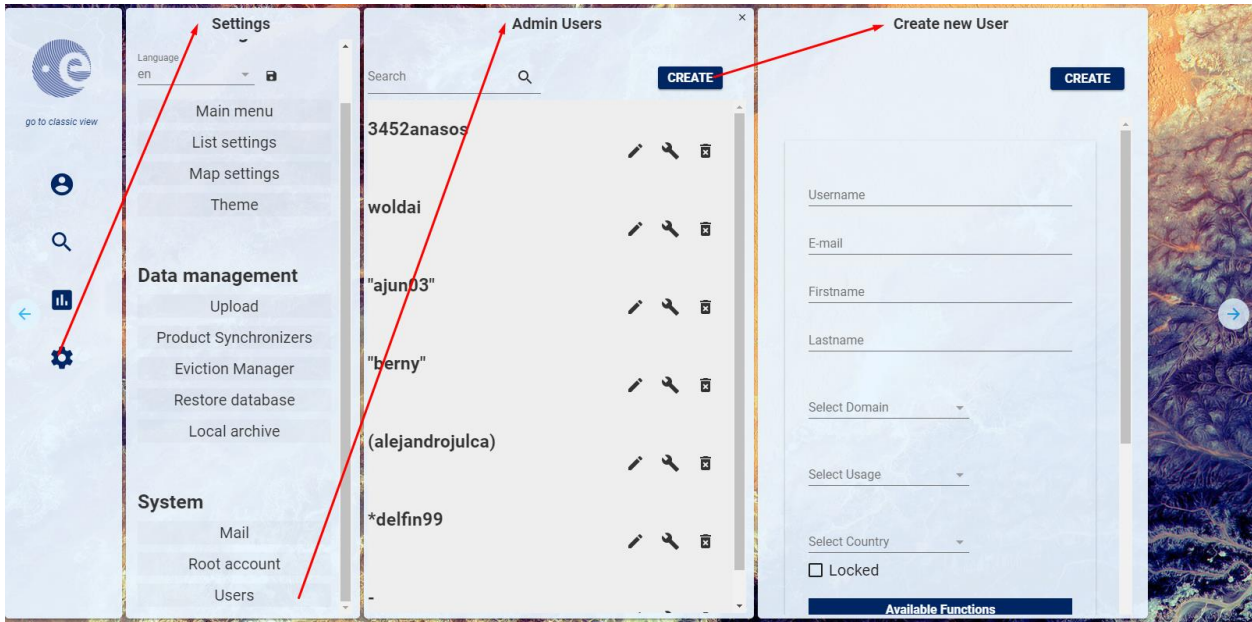 go to classic view
Settings
Language
en
Main menu
List settings
Map settings
Theme
Data management
Upload
Product Synchronizers
Eviction Manager
Restore database
Local archive
System
Mail
Root account
Users
Admin Users
×
Search
CREATE
3452anasos
woldai
"ajun03"
"berny"
(alejandrojulca)
*delfin99
-
Create new User
CREATE
Username
E-mail
Firstname
Lastname
Select Domain
Select Usage
Select Country
Locked
Available Functions